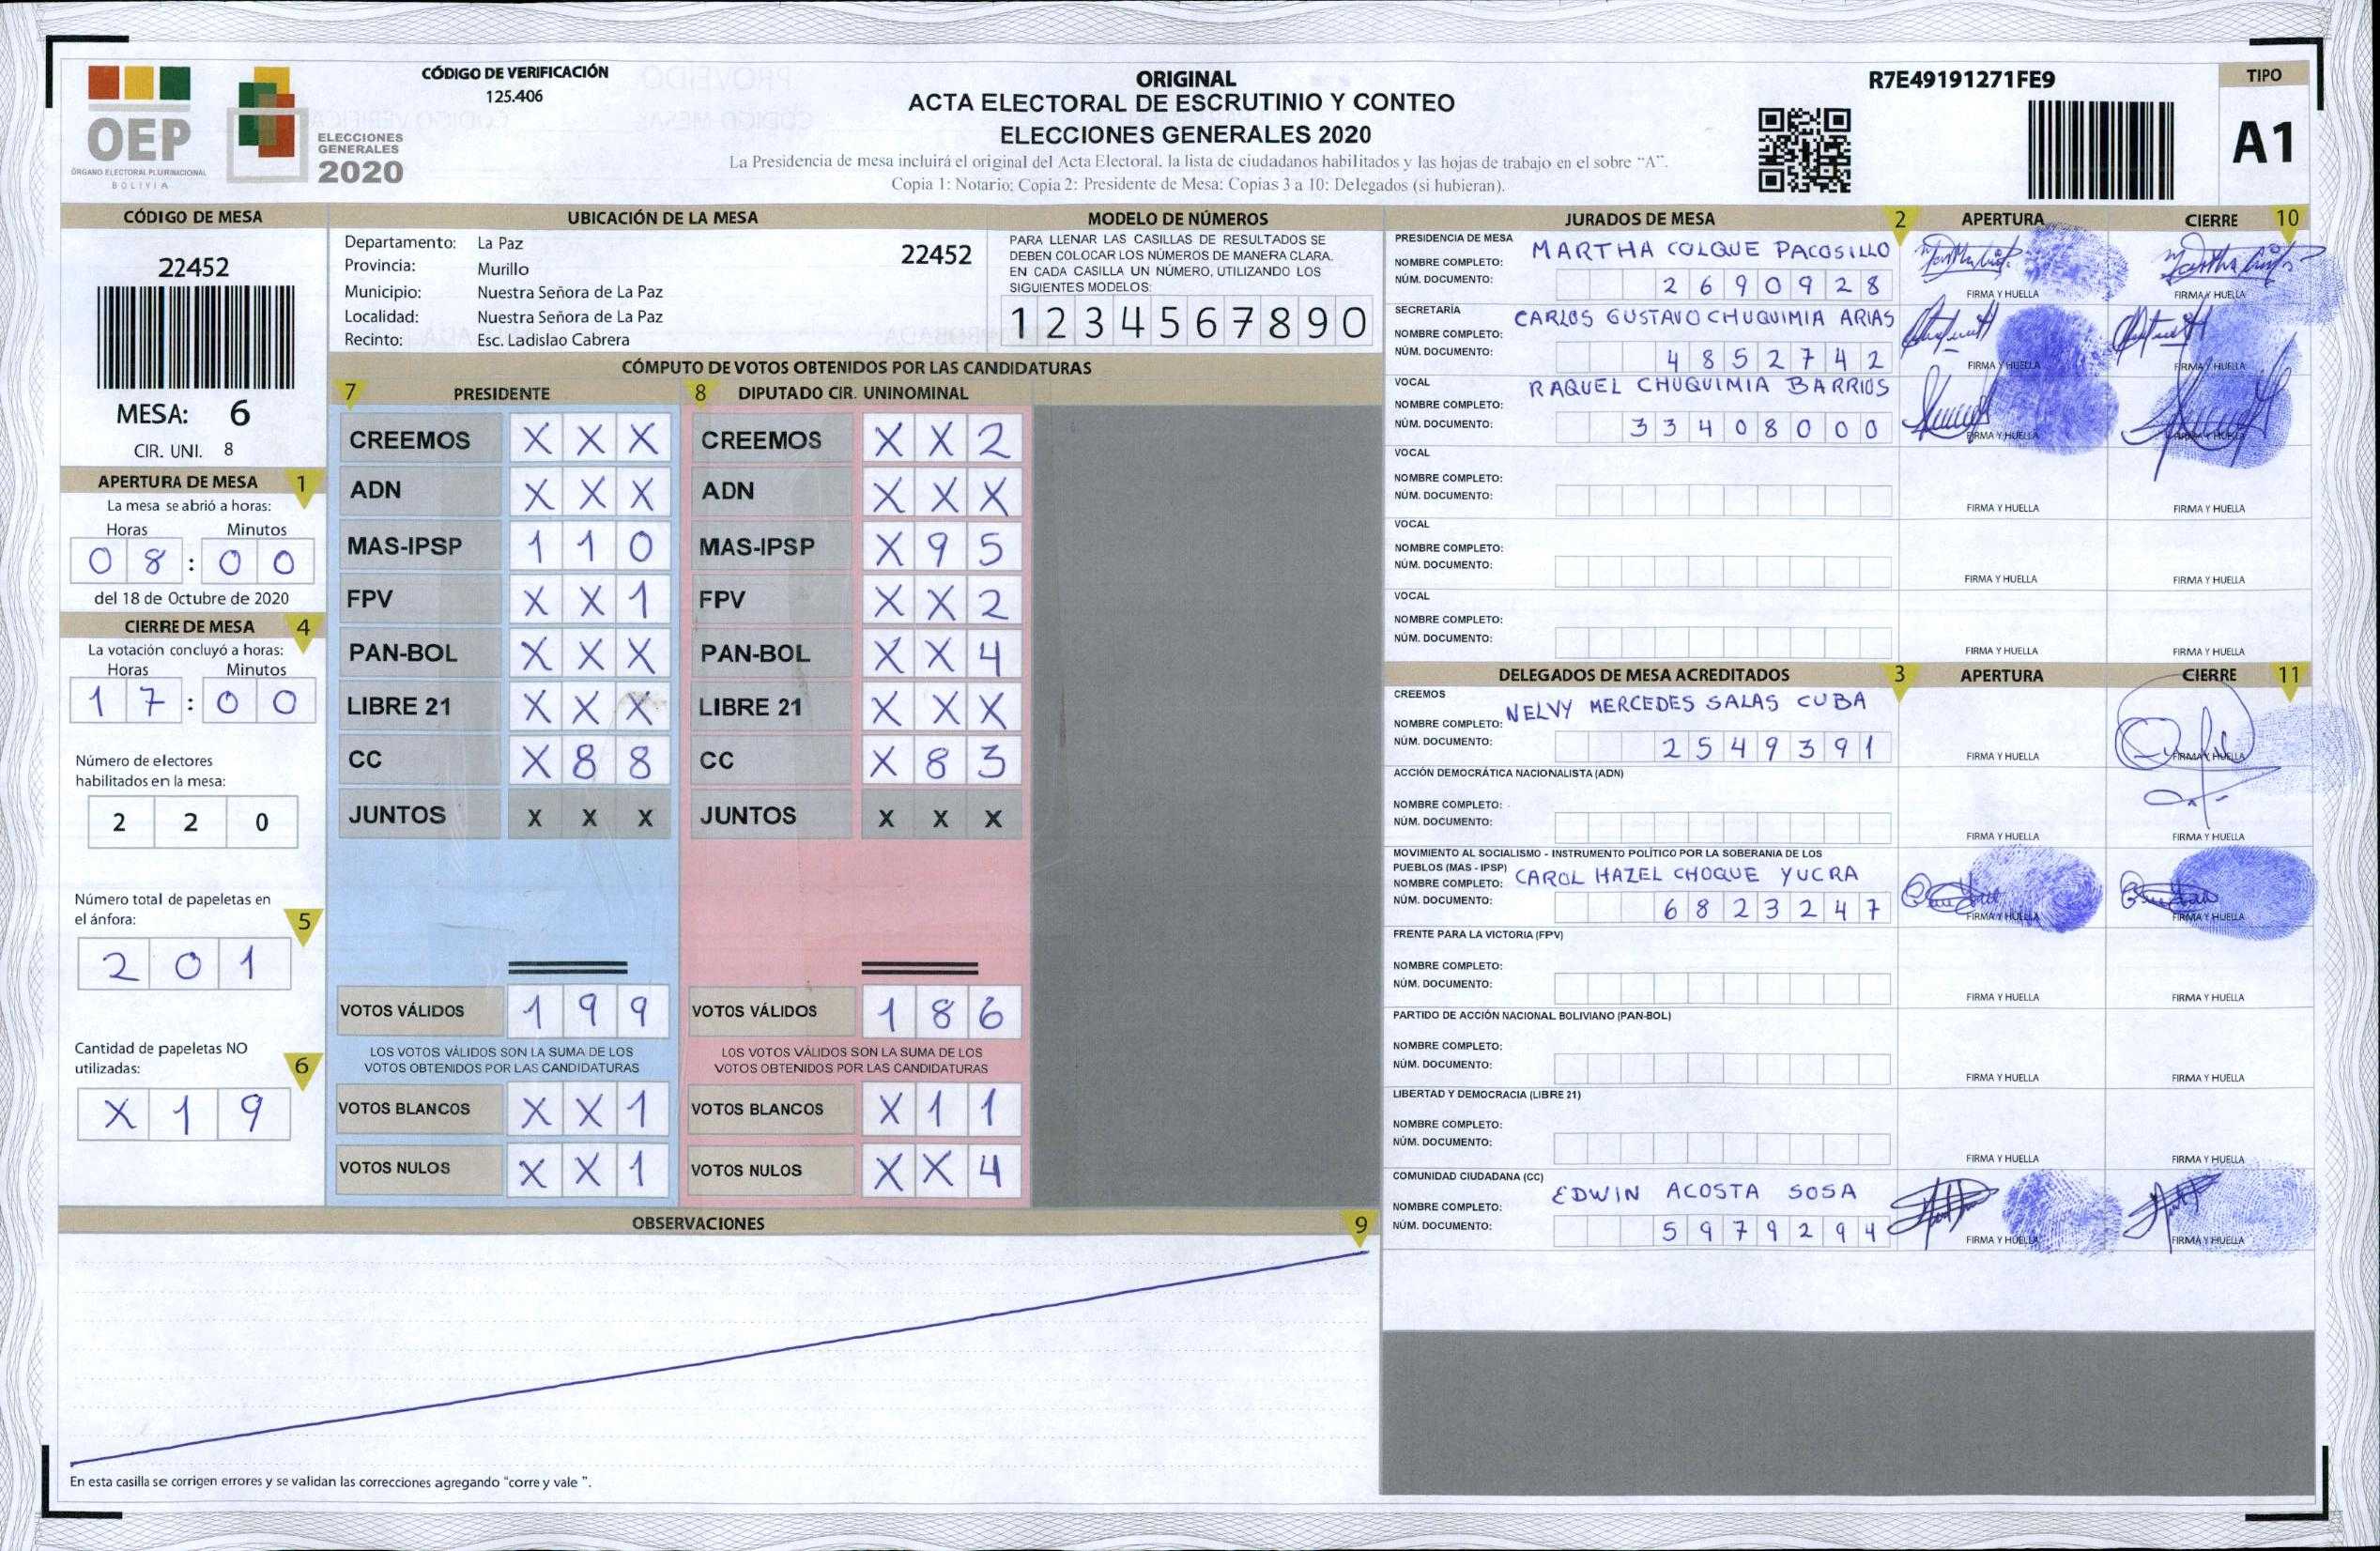 OEP
ÓRGANO ELECTORAL PLURINACIONAL
BOLIVIA
ELECCIONES
GENERALES
2020
CÓDIGO DE VERIFICACIÓN
125.406
ORIGINAL
ACTA ELECTORAL DE ESCRUTINIO Y CONTEO
ELECCIONES GENERALES 2020
La Presidencia de mesa incluirá el original del Acta Electoral, la lista de ciudadanos habilitados y las hojas de trabajo en el sobre "A".
Copia 1: Notario; Copia 2: Presidente de Mesa: Copias 3 a 10: Delegados (si hubieran).
R7E49191271FE9
TIPO
A1
CÓDIGO DE MESA
22452
MESA: 6
CIR. UNI. 8
APERTURA DE MESA 1
La mesa se abrió a horas:
Horas Minutos
0 8 : 0 0
del 18 de Octubre de 2020
CIERRE DE MESA 4
La votación concluyó a horas:
Horas Minutos
1 7 : 0 0
Número de electores
habilitados en la mesa:
2 2 0
Número total de papeletas en
el ánfora:
5
2 0 1
Cantidad de papeletas NO
utilizadas:
6
X 1 9
UBICACIÓN DE LA MESA
Departamento: La Paz
22452
Provincia: Murillo
Municipio: Nuestra Señora de La Paz
Localidad: Nuestra Señora de La Paz
Recinto: Esc. Ladislao Cabrera
MODELO DE NÚMEROS
PARA LLENAR LAS CASILLAS DE RESULTADOS SE
DEBEN COLOCAR LOS NÚMEROS DE MANERA CLARA.
EN CADA CASILLA UN NÚMERO, UTILIZANDO LOS
SIGUIENTES MODELOS:
1 2 3 4 5 6 7 8 9 0
CÓMPUTO DE VOTOS OBTENIDOS POR LAS CANDIDATURAS
7 PRESIDENTE
CREEMOS X X X
ADN X X X
MAS-IPSP 1 1 0
FPV X X 1
PAN-BOL X X X
LIBRE 21 X X X
CC X 8 8
JUNTOS X X X
VOTOS VÁLIDOS 1 9 9
LOS VOTOS VÁLIDOS SON LA SUMA DE LOS
VOTOS OBTENIDOS POR LAS CANDIDATURAS
VOTOS BLANCOS X X 1
VOTOS NULOS X X 1
8 DIPUTADO CIR. UNINOMINAL
CREEMOS X X 2
ADN X X X
MAS-IPSP X 9 5
FPV X X 2
PAN-BOL X X 4
LIBRE 21 X X X
CC X 8 3
JUNTOS X X X
VOTOS VÁLIDOS 1 8 6
LOS VOTOS VÁLIDOS SON LA SUMA DE LOS
VOTOS OBTENIDOS POR LAS CANDIDATURAS
VOTOS BLANCOS X 1 1
VOTOS NULOS X X 4
OBSERVACIONES 9
En esta casilla se corrigen errores y se validan las correcciones agregando "corre y vale ".
JURADOS DE MESA 2 APERTURA CIERRE 10
PRESIDENCIA DE MESA
NOMBRE COMPLETO: MARTHA COLQUE PACOSILLO
NÚM. DOCUMENTO: 2 6 9 0 9 2 8
FIRMA Y HUELLA FIRMA Y HUELLA
SECRETARÍA
NOMBRE COMPLETO: CARLOS GUSTAVO CHUQUIMIA ARIAS
NÚM. DOCUMENTO: 4 8 5 2 7 4 2
FIRMA Y HUELLA FIRMA Y HUELLA
VOCAL
NOMBRE COMPLETO: RAQUEL CHUQUIMIA BARRIOS
NÚM. DOCUMENTO: 3 3 4 0 8 0 0 0
FIRMA Y HUELLA FIRMA Y HUELLA
VOCAL
NOMBRE COMPLETO:
NÚM. DOCUMENTO:
FIRMA Y HUELLA FIRMA Y HUELLA
VOCAL
NOMBRE COMPLETO:
NÚM. DOCUMENTO:
FIRMA Y HUELLA FIRMA Y HUELLA
VOCAL
NOMBRE COMPLETO:
NÚM. DOCUMENTO:
FIRMA Y HUELLA FIRMA Y HUELLA
DELEGADOS DE MESA ACREDITADOS 3 APERTURA CIERRE 11
CREEMOS
NOMBRE COMPLETO: NELVY MERCEDES SALAS CUBA
NÚM. DOCUMENTO: 2 5 4 9 3 9 1
FIRMA Y HUELLA FIRMA Y HUELLA
ACCIÓN DEMOCRÁTICA NACIONALISTA (ADN)
NOMBRE COMPLETO:
NÚM. DOCUMENTO:
FIRMA Y HUELLA FIRMA Y HUELLA
MOVIMIENTO AL SOCIALISMO - INSTRUMENTO POLÍTICO POR LA SOBERANIA DE LOS
PUEBLOS (MAS - IPSP)
NOMBRE COMPLETO: CAROL HAZEL CHOQUE YUCRA
NÚM. DOCUMENTO: 6 8 2 3 2 4 7
FIRMA Y HUELLA FIRMA Y HUELLA
FRENTE PARA LA VICTORIA (FPV)
NOMBRE COMPLETO:
NÚM. DOCUMENTO:
FIRMA Y HUELLA FIRMA Y HUELLA
PARTIDO DE ACCIÓN NACIONAL BOLIVIANO (PAN-BOL)
NOMBRE COMPLETO:
NÚM. DOCUMENTO:
FIRMA Y HUELLA FIRMA Y HUELLA
LIBERTAD Y DEMOCRACIA (LIBRE 21)
NOMBRE COMPLETO:
NÚM. DOCUMENTO:
FIRMA Y HUELLA FIRMA Y HUELLA
COMUNIDAD CIUDADANA (CC)
NOMBRE COMPLETO: EDWIN ACOSTA SOSA
NÚM. DOCUMENTO: 5 9 7 9 2 9 4
FIRMA Y HUELLA FIRMA Y HUELLA